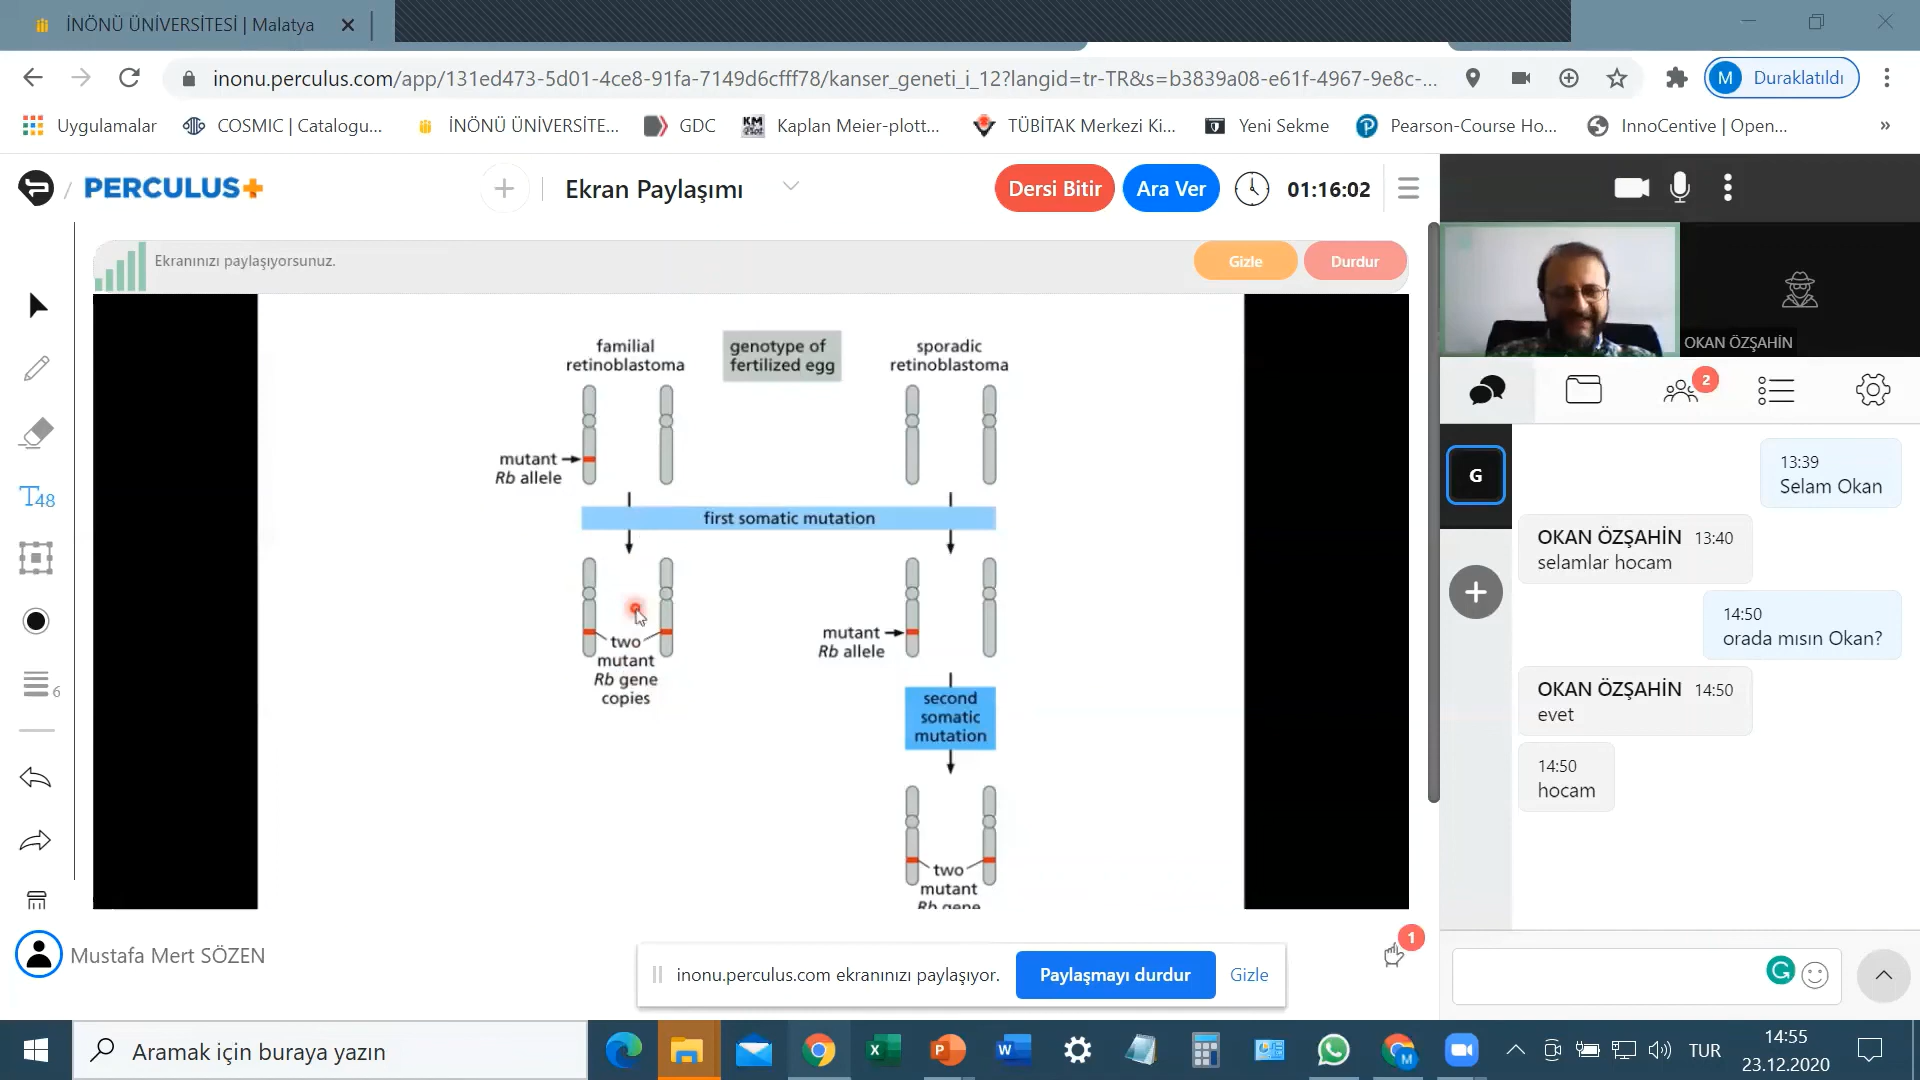 İNÖNÜ ÜNİVERSİTESİ | Malatya
inonu.perculus.com/app/131ed473-5d01-4ce8-91fa-7149d6cfff78/kanser_geneti_i_12?langid=tr-TR&s=b3839a08-e61f-4967-9e8c-...
M Duraklatıldı
Uygulamalar
COSMIC | Catalogu...
İNÖNÜ ÜNİVERSİTE...
GDC
KM Plot
Kaplan Meier-plott...
TÜBİTAK Merkezi Ki...
Yeni Sekme
Pearson-Course Ho...
InnoCentive | Open...
»
/ PERCULUS+
Ekran Paylaşımı
Dersi Bitir
Ara Ver
01:16:02
Ekranınızı paylaşıyorsunuz.
Gizle
Durdur
familial
retinoblastoma
genotype of
fertilized egg
sporadic
retinoblastoma
mutant
Rb allele
first somatic mutation
two
mutant
Rb gene
copies
mutant
Rb allele
second
somatic
mutation
two
mutant
Rb gene
T48
6
Mustafa Mert SÖZEN
inonu.perculus.com ekranınızı paylaşıyor.
Paylaşmayı durdur
Gizle
1
OKAN ÖZŞAHİN
2
G
13:39
Selam Okan
OKAN ÖZŞAHİN 13:40
selamlar hocam
14:50
orada mısın Okan?
OKAN ÖZŞAHİN 14:50
evet
14:50
hocam
Aramak için buraya yazın
TUR
14:55
23.12.2020